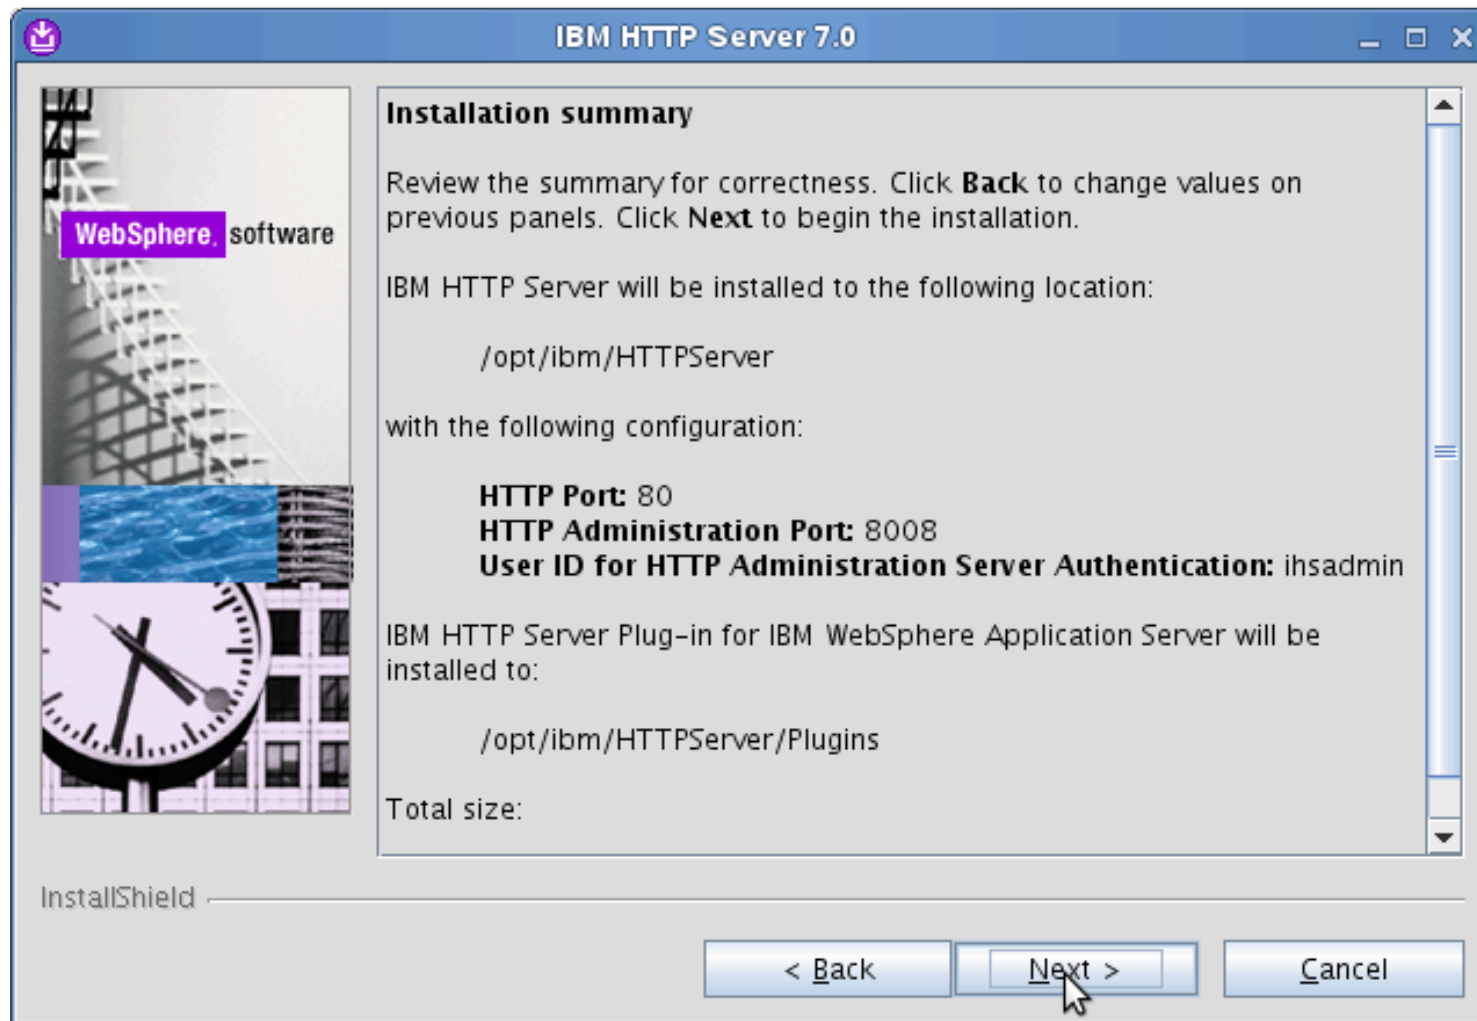 IBM HTTP Server 7.0
WebSphere. software
Installation summary
Review the summary for correctness. Click Back to change values on
previous panels. Click Next to begin the installation.
IBM HTTP Server will be installed to the following location:
/opt/ibm/HTTPServer
with the following configuration:
HTTP Port: 80
HTTP Administration Port: 8008
User ID for HTTP Administration Server Authentication: ihsadmin
IBM HTTP Server Plug-in for IBM WebSphere Application Server will be
installed to:
/opt/ibm/HTTPServer/Plugins
Total size:
InstallShield
< Back
Next >
Cancel